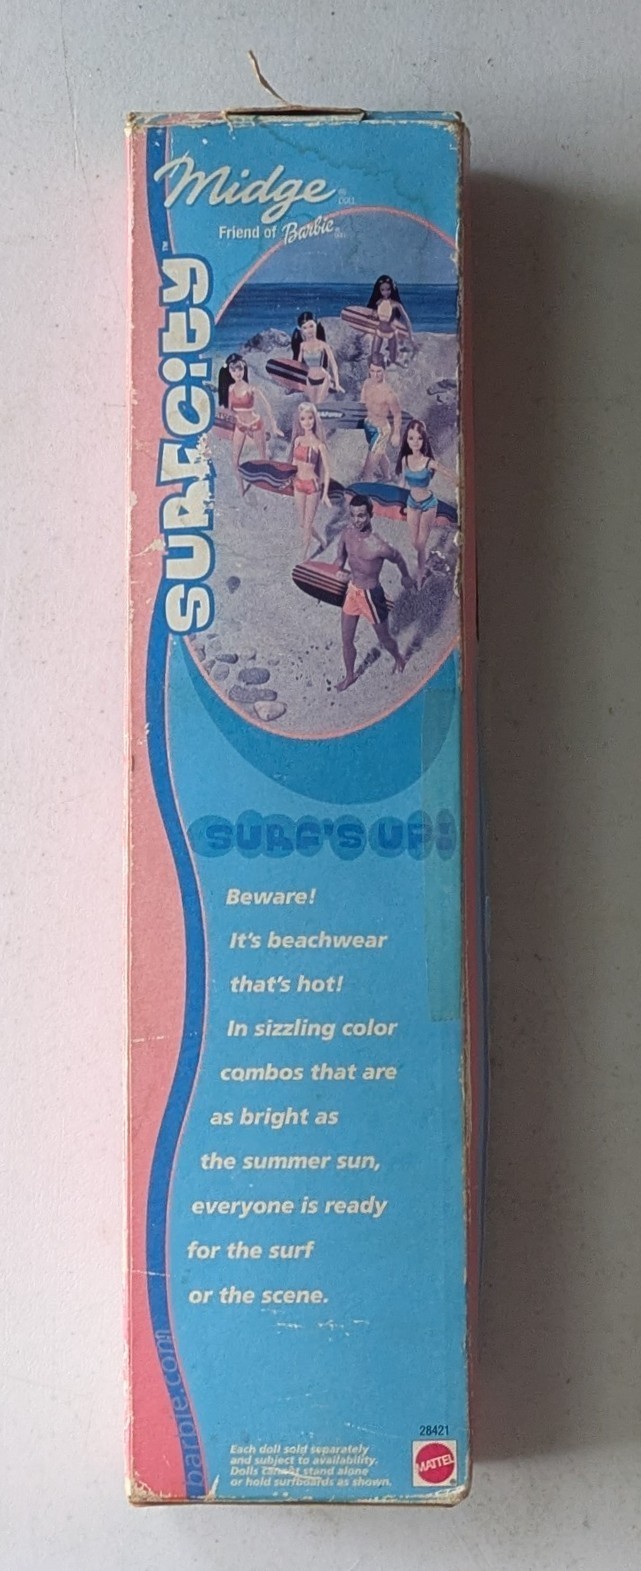 Midge
® DOLL
Friend of Barbie
SURFCITY™
SURF'S UP!
Beware!
It's beachwear
that's hot!
In sizzling color
combos that are
as bright as
the summer sun,
everyone is ready
for the surf
or the scene.
barbie.com
Each doll sold separately
and subject to availability.
Dolls cannot stand alone
or hold surfboards as shown.
28421
MATTEL